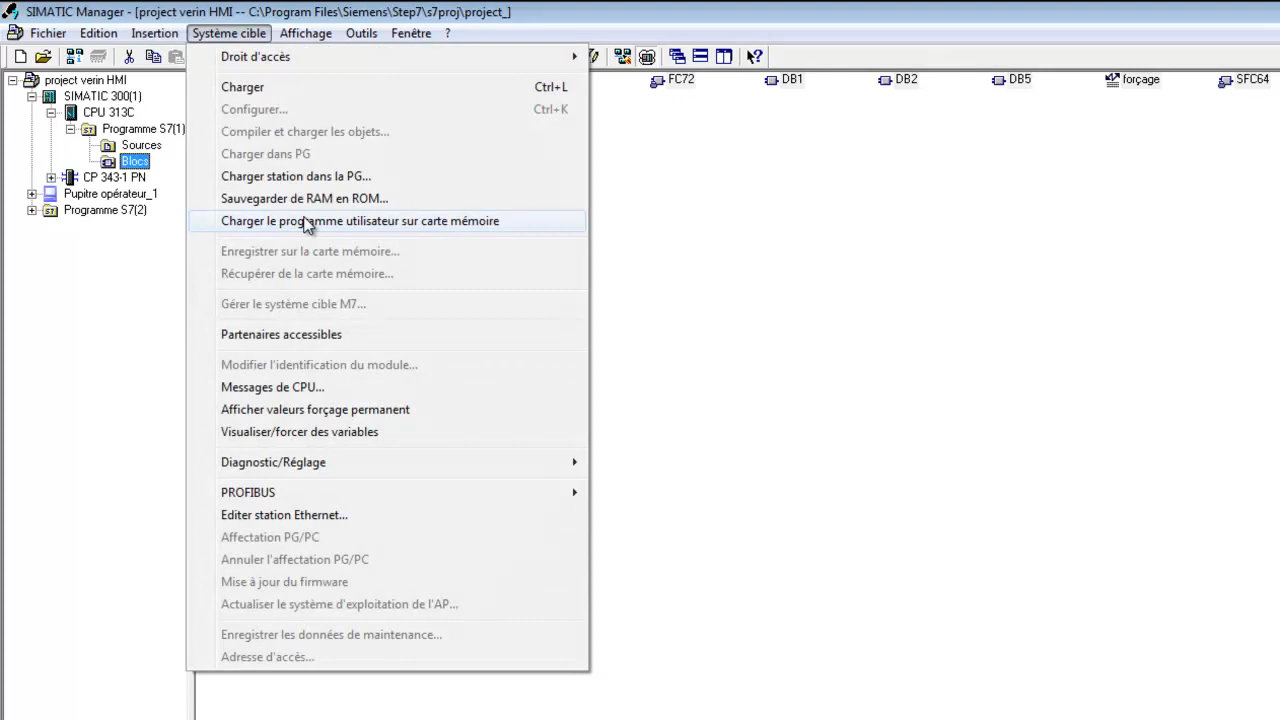 SIMATIC Manager - [project verin HMI -- C:\Program Files\Siemens\Step7\s7proj\project_]
Fichier Edition Insertion Système cible Affichage Outils Fenêtre ?
project verin HMI
SIMATIC 300(1)
CPU 313C
Programme S7(1)
Sources
Blocs
CP 343-1 PN
Pupitre opérateur_1
Programme S7(2)
Droit d'accès
Charger Ctrl+L
Configurer... Ctrl+K
Compiler et charger les objets...
Charger dans PG
Charger station dans la PG...
Sauvegarder de RAM en ROM...
Charger le programme utilisateur sur carte mémoire
Enregistrer sur la carte mémoire...
Récupérer de la carte mémoire...
Gérer le système cible M7...
Partenaires accessibles
Modifier l'identification du module...
Messages de CPU...
Afficher valeurs forçage permanent
Visualiser/forcer des variables
Diagnostic/Réglage
PROFIBUS
Editer station Ethernet...
Affectation PG/PC
Annuler l'affectation PG/PC
Mise à jour du firmware
Actualiser le système d'exploitation de l'AP...
Enregistrer les données de maintenance...
Adresse d'accès...
FC72 DB1 DB2 DB5 forçage SFC64